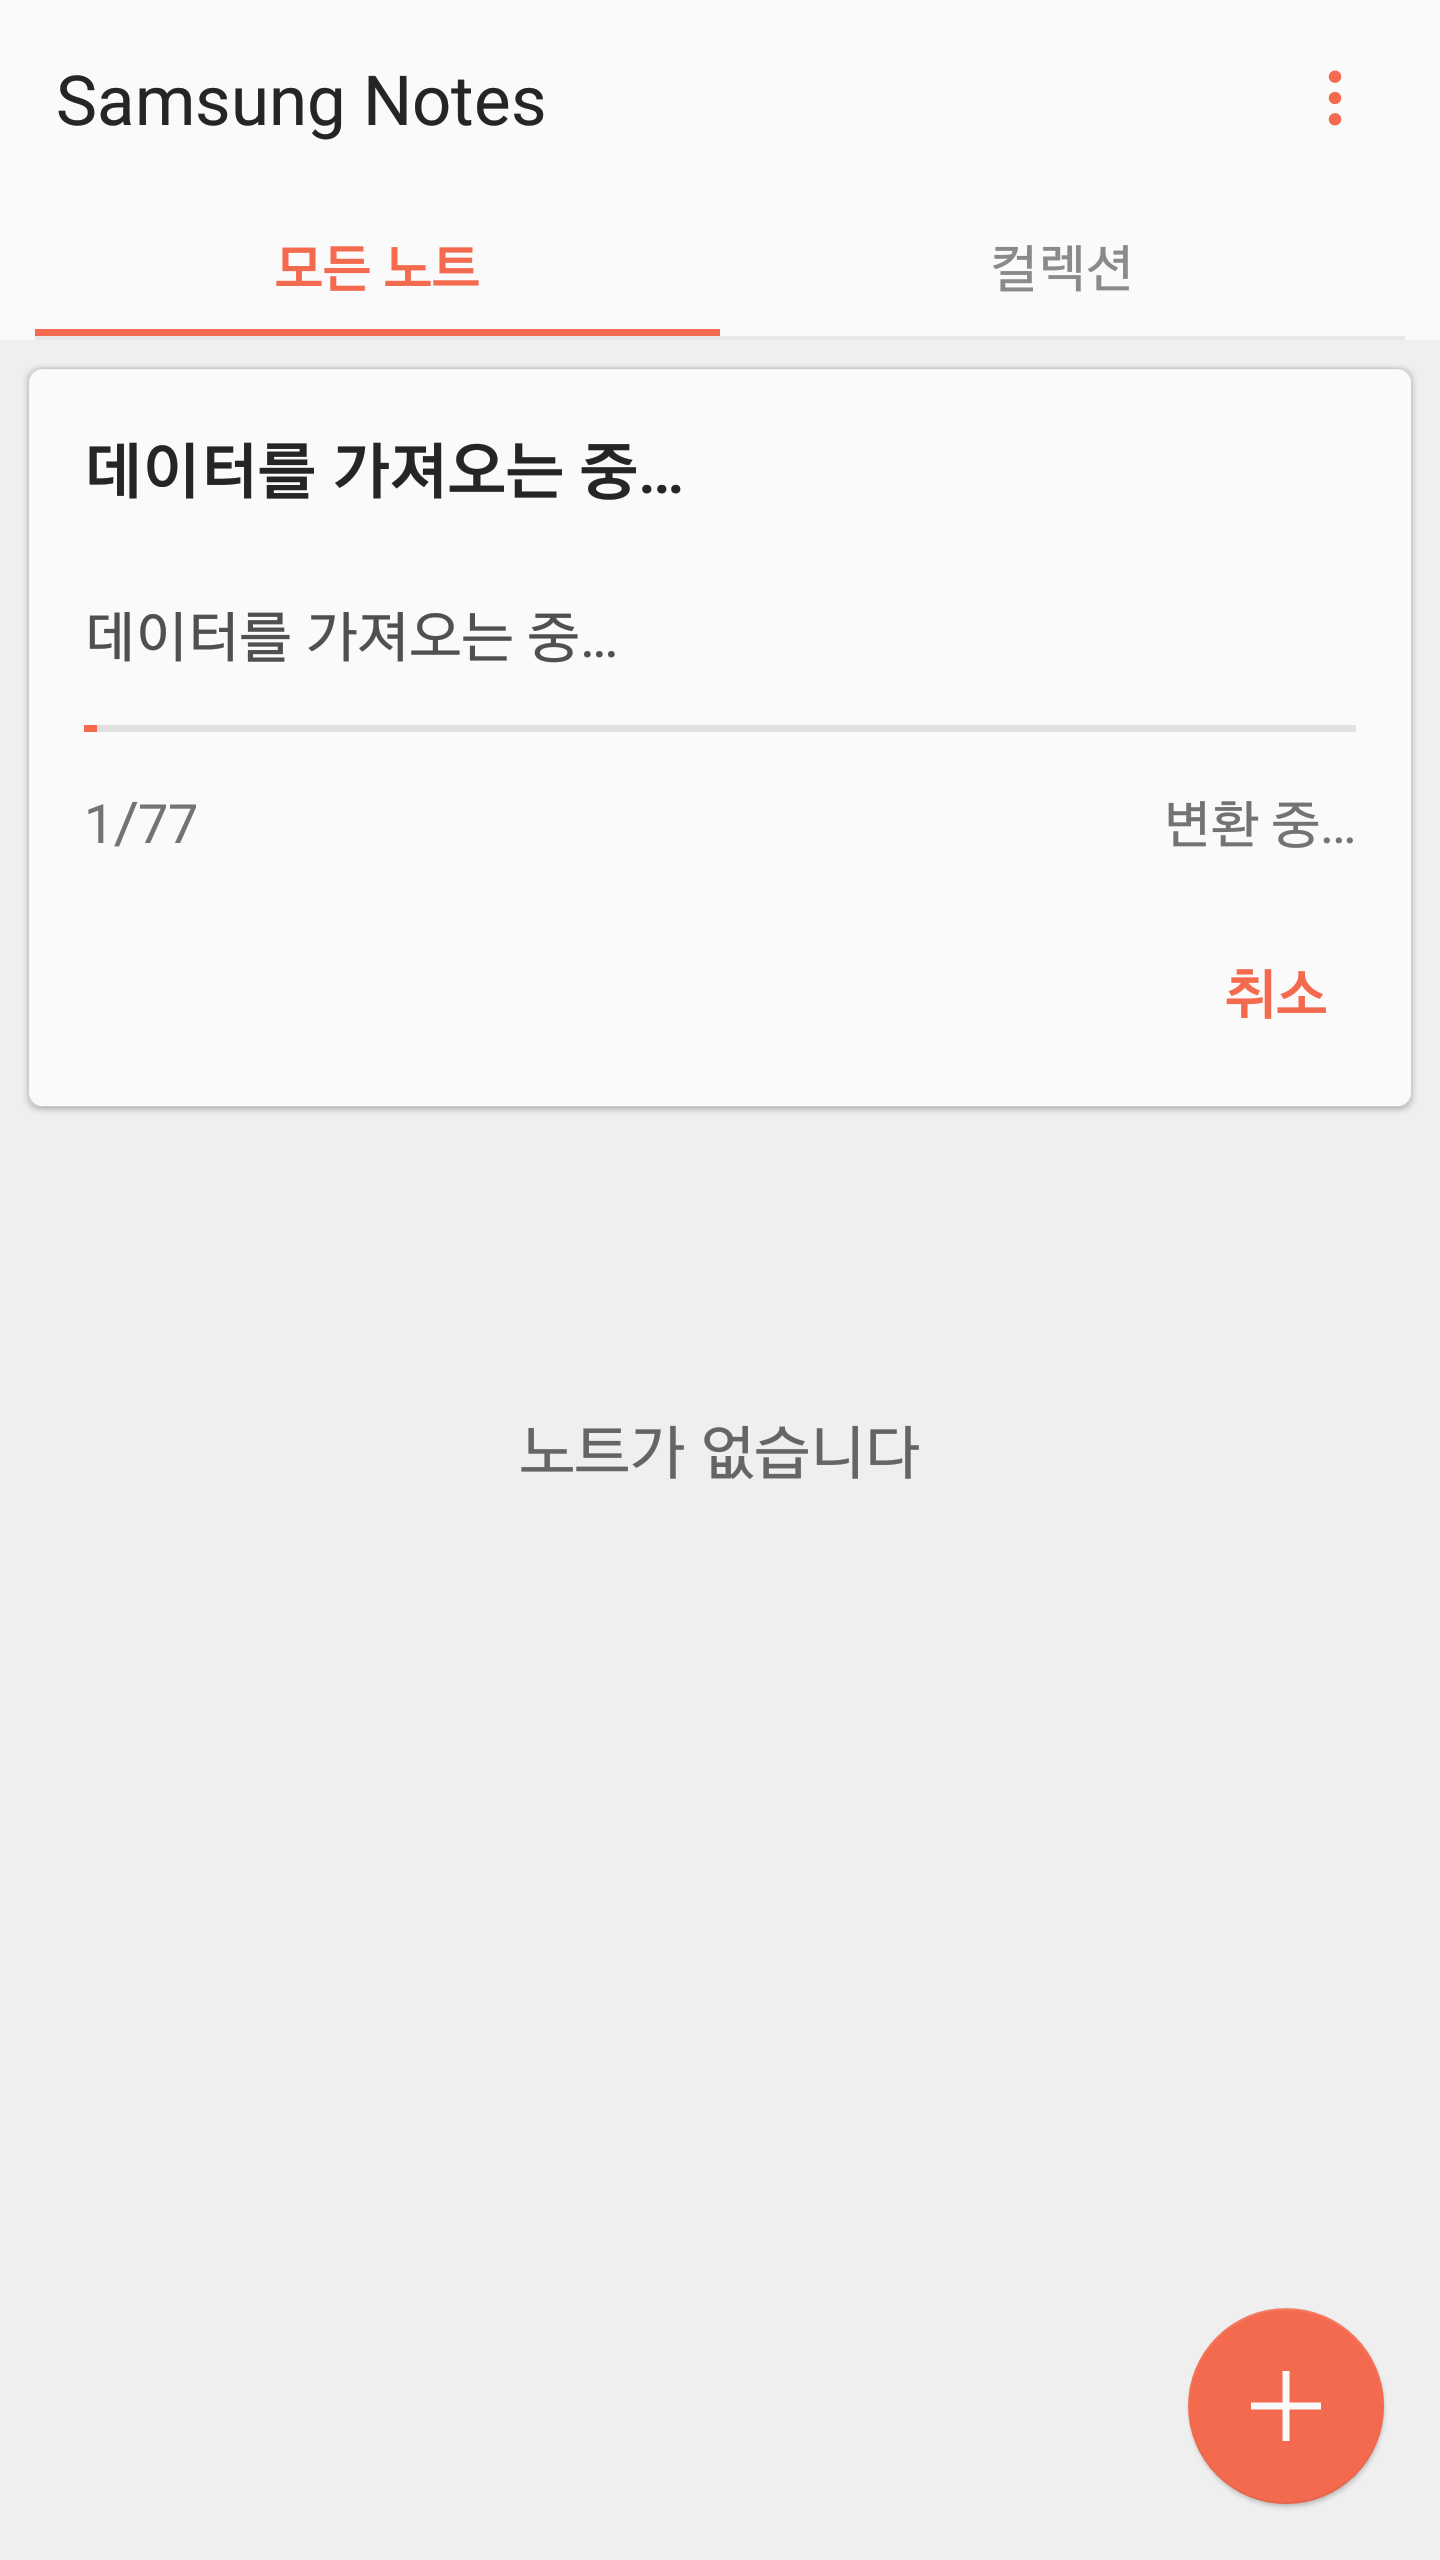 Samsung Notes
모든 노트 컬렉션
데이터를 가져오는 중...
데이터를 가져오는 중...
1/77 변환 중...
취소
노트가 없습니다